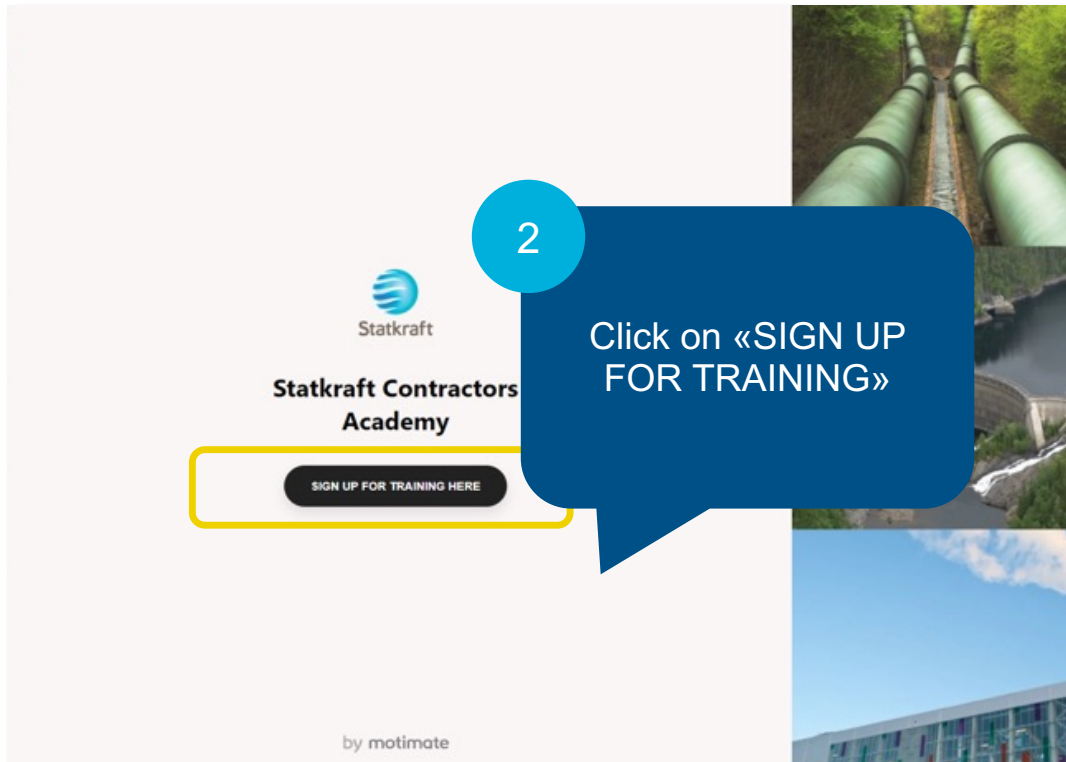 2
Click on «SIGN UP
FOR TRAINING»
Statkraft
Statkraft Contractors
Academy
SIGN UP FOR TRAINING HERE
by motimate